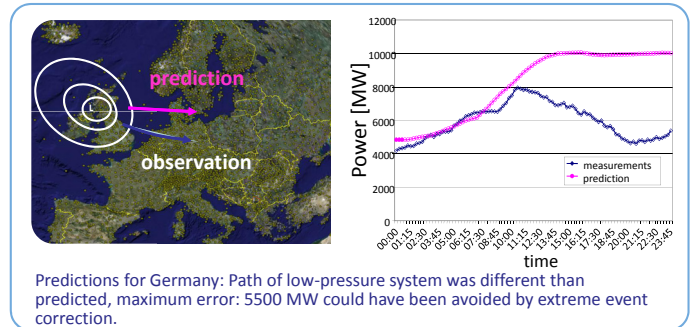 prediction
L
observation
Power [MW]
12000
10000
8000
6000
4000
2000
0
measurements
prediction
00:00
01:15
02:30
03:45
05:00
06:15
07:30
08:45
10:00
11:15
12:30
13:45
15:00
16:15
17:30
18:45
20:00
21:15
22:30
23:45
time
Predictions for Germany: Path of low-pressure system was different than
predicted, maximum error: 5500 MW could have been avoided by extreme event
correction.